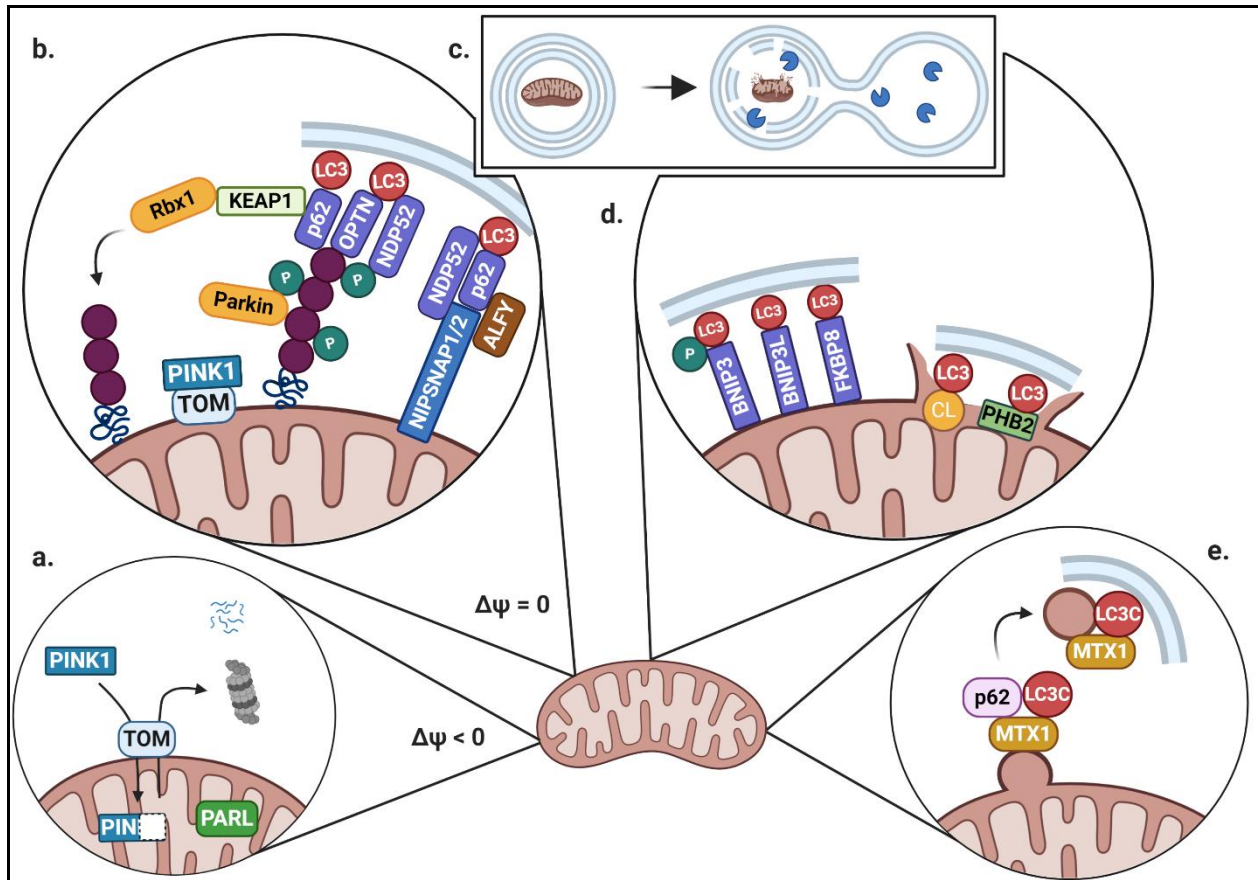 b.
LC3
LC3
Rbx1
KEAP1
p62
OPTN
NDP52
P
P
Parkin
P
NDP52
LC3
p62
ALFY
NIPSNAP1/2
PINK1
TOM
c.
d.
LC3
LC3
LC3
P
BNIP3
BNIP3L
FKBP8
LC3
CL
LC3
PHB2
a.
PINK1
TOM
PIN
PARL
Δψ = 0
Δψ < 0
e.
LC3C
MTX1
p62
LC3C
MTX1